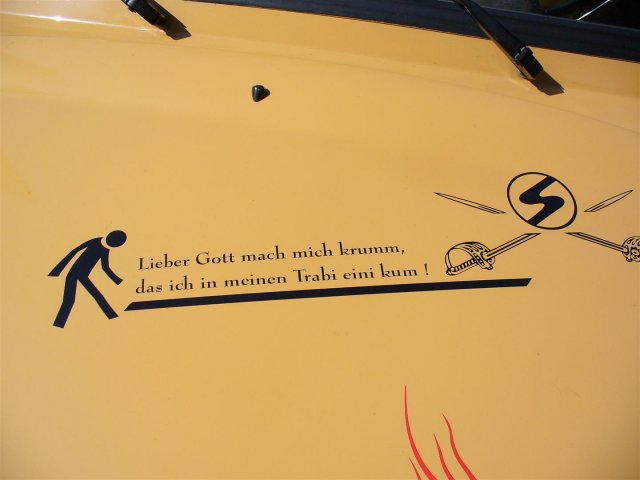 Lieber Gott mach mich krumm,
das ich in meinen Trabi eini kum !